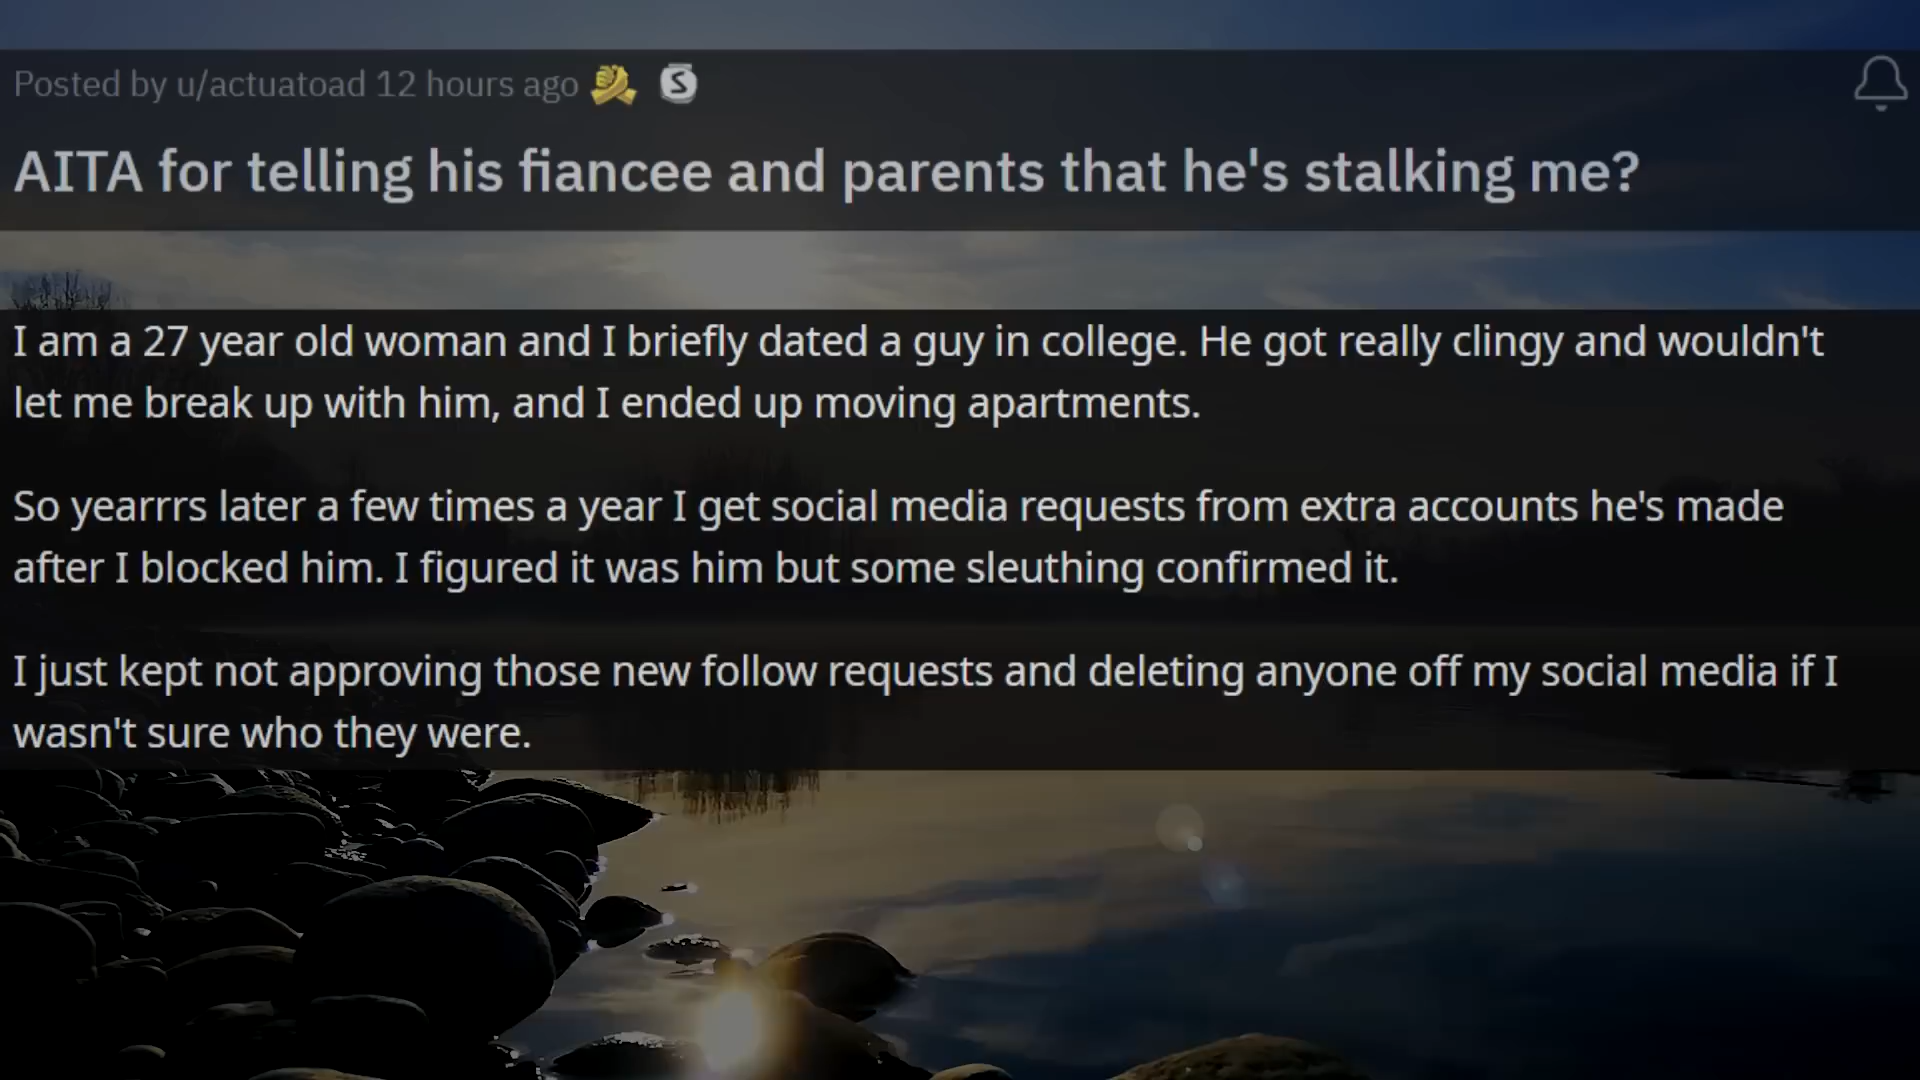 Posted by u/actuatoad 12 hours ago
AITA for telling his fiancee and parents that he's stalking me?
I am a 27 year old woman and I briefly dated a guy in college. He got really clingy and wouldn't
let me break up with him, and I ended up moving apartments.
So yearrrs later a few times a year I get social media requests from extra accounts he's made
after I blocked him. I figured it was him but some sleuthing confirmed it.
I just kept not approving those new follow requests and deleting anyone off my social media if I
wasn't sure who they were.